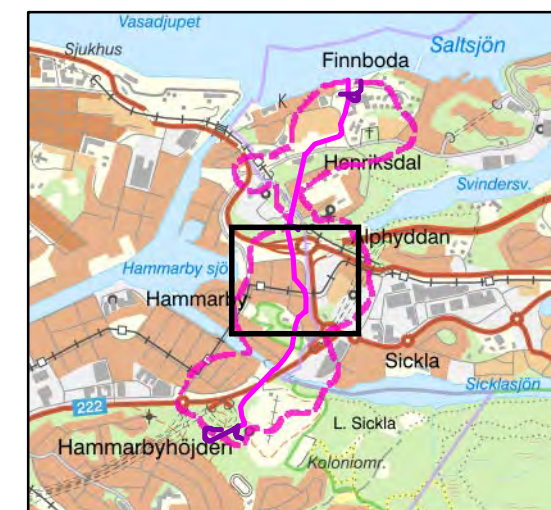 Vasadjupet
Sjukhus
Saltsjön
Finnboda
K
Henriksdal
Svindersv.
Alphyddan
Hammarby sjö
Hammarby
Sickla
Sicklasjön
222
L. Sickla
Hammarbyhöjden
Koloniomr.